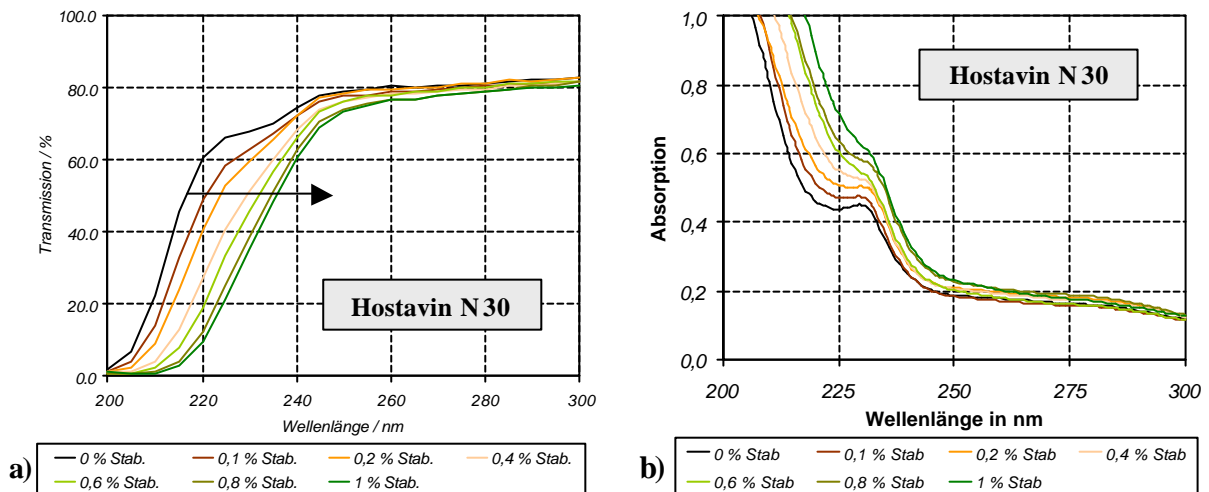 100.0
80.0
60.0
40.0
20.0
0.0
Transmission / %
200 220 240 260 280 300
Wellenlänge / nm
Hostavin N 30
a)
0 % Stab. 0,1 % Stab. 0,2 % Stab. 0,4 % Stab.
0,6 % Stab. 0,8 % Stab. 1 % Stab.
1,0
0,8
0,6
0,4
0,2
0,0
Absorption
200 225 250 275 300
Wellenlänge in nm
Hostavin N 30
b)
0 % Stab 0,1 % Stab 0,2 % Stab 0,4 % Stab
0,6 % Stab 0,8 % Stab 1 % Stab